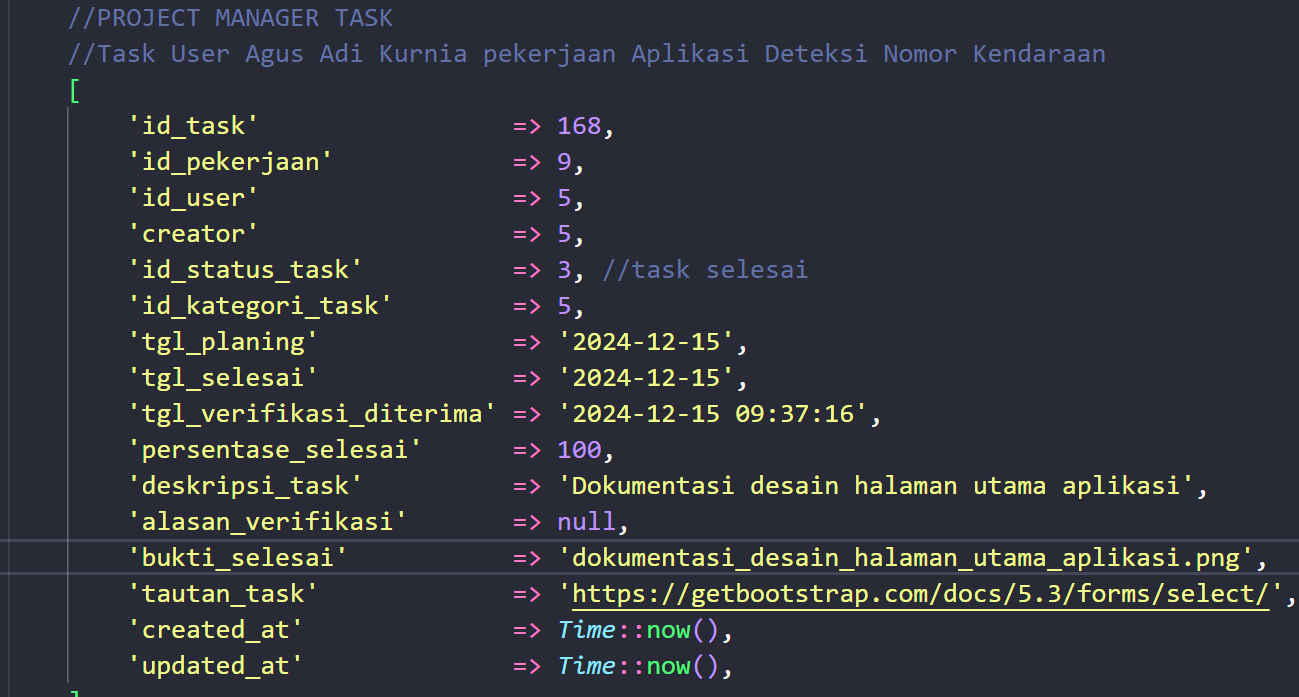 //PROJECT MANAGER TASK
//Task User Agus Adi Kurnia pekerjaan Aplikasi Deteksi Nomor Kendaraan
[
'id_task' => 168,
'id_pekerjaan' => 9,
'id_user' => 5,
'creator' => 5,
'id_status_task' => 3, //task selesai
'id_kategori_task' => 5,
'tgl_planing' => '2024-12-15',
'tgl_selesai' => '2024-12-15',
'tgl_verifikasi_diterima' => '2024-12-15 09:37:16',
'persentase_selesai' => 100,
'deskripsi_task' => 'Dokumentasi desain halaman utama aplikasi',
'alasan_verifikasi' => null,
'bukti_selesai' => 'dokumentasi_desain_halaman_utama_aplikasi.png',
'tautan_task' => 'https://getbootstrap.com/docs/5.3/forms/select/',
'created_at' => Time::now(),
'updated_at' => Time::now(),
]